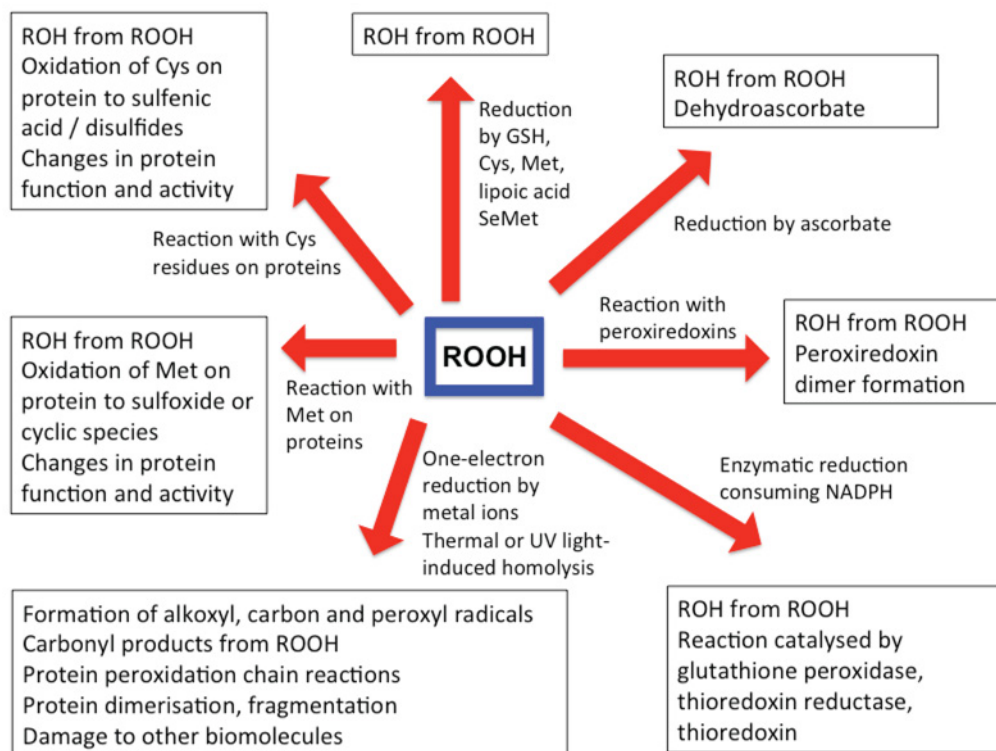 ROH from ROOH
Oxidation of Cys on
protein to sulfenic
acid / disulfides
Changes in protein
function and activity
ROH from ROOH
ROH from ROOH
Dehydroascorbate
Reduction
by GSH,
Cys, Met,
lipoic acid
SeMet
Reaction with Cys
residues on proteins
Reduction by ascorbate
ROH from ROOH
Oxidation of Met on
protein to sulfoxide or
cyclic species
Changes in protein
function and activity
Reaction with
Met on
proteins
ROOH
Reaction with
peroxiredoxins
ROH from ROOH
Peroxiredoxin
dimer formation
One-electron
reduction by
metal ions
Thermal or UV light-
induced homolysis
Enzymatic reduction
consuming NADPH
Formation of alkoxyl, carbon and peroxyl radicals
Carbonyl products from ROOH
Protein peroxidation chain reactions
Protein dimerisation, fragmentation
Damage to other biomolecules
ROH from ROOH
Reaction catalysed by
glutathione peroxidase,
thioredoxin reductase,
thioredoxin